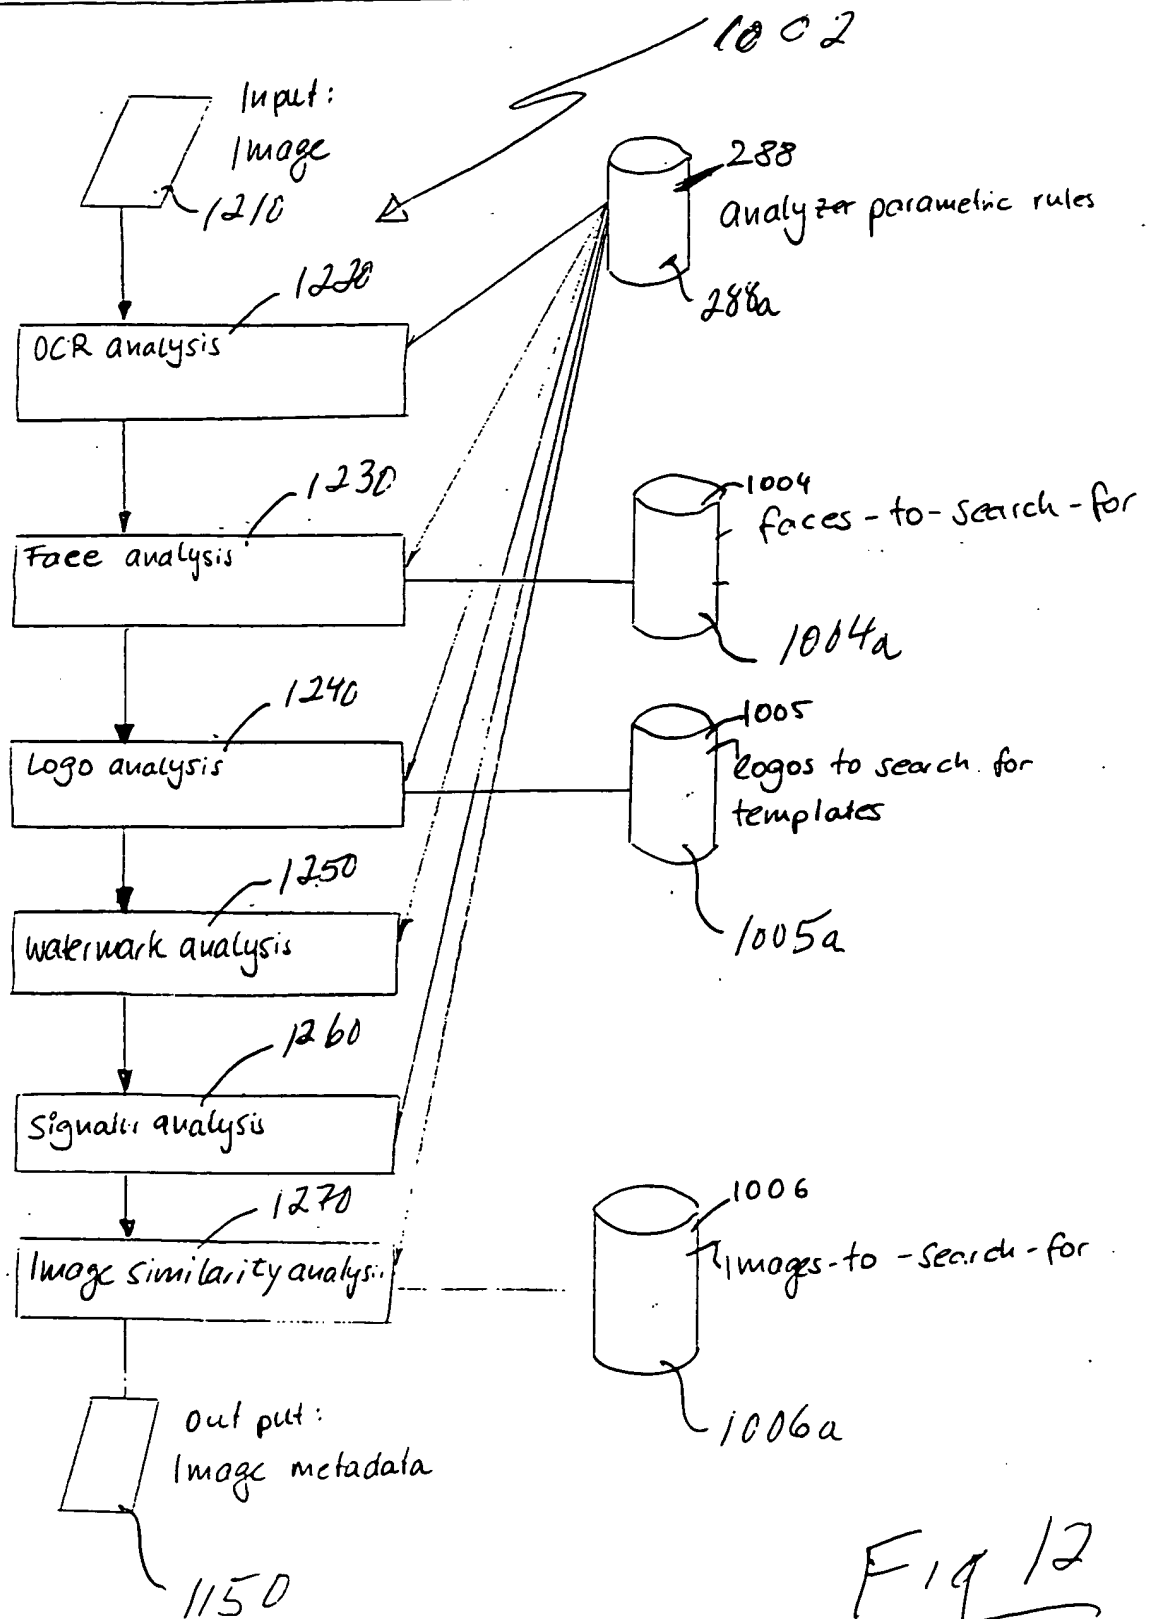 1002
Input:
Image
1210
288
analyzer parametric rules
288a
1220
OCR analysis
1230
Face analysis
1004
faces-to-search-for
1004a
1240
Logo analysis
1005
logos to search for
templates
1005a
1250
watermark analysis
1260
analysis
1270
Image similarity analysis
1006
Images-to-search-for
1006a
Output:
Image metadata
1150
Fig 12